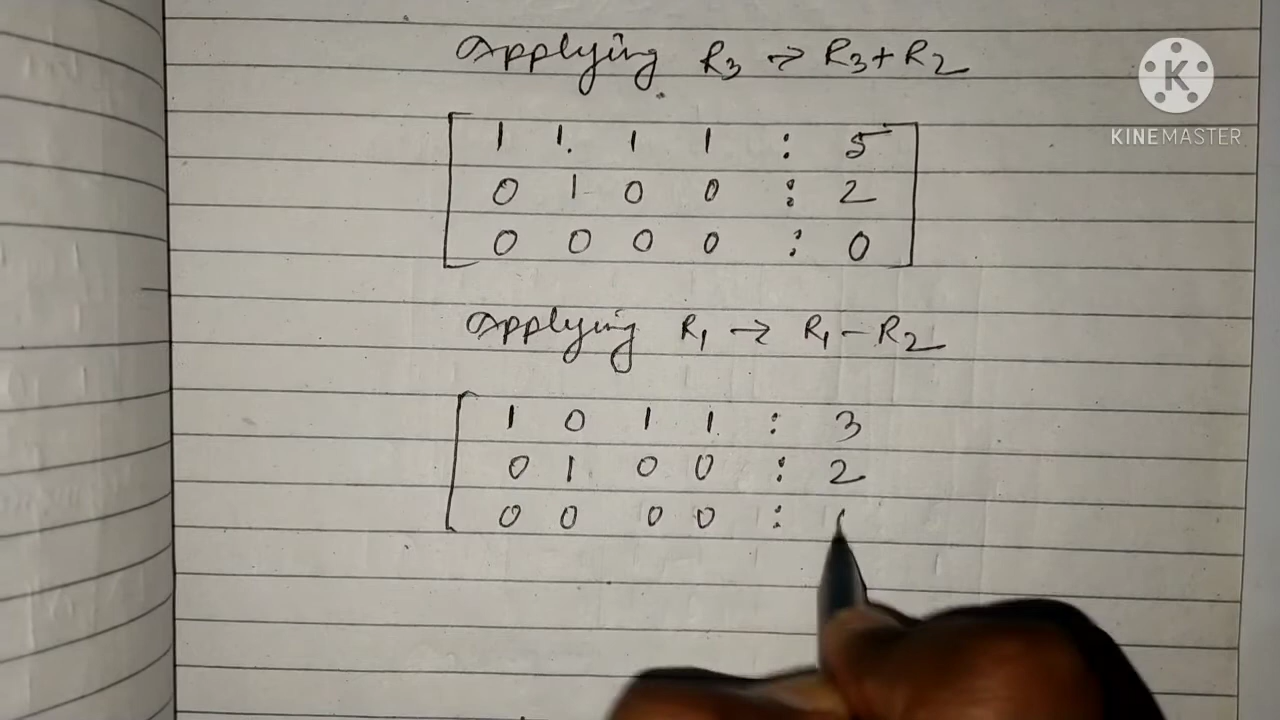 Applying R3 → R3+R2
K
KINEMASTER
1 1. 1 1 : 5
0 1 0 0 : 2
0 0 0 0 : 0
Applying R1 → R1 - R2
1 0 1 1 : 3
0 1 0 0 : 2
0 0 0 0 :